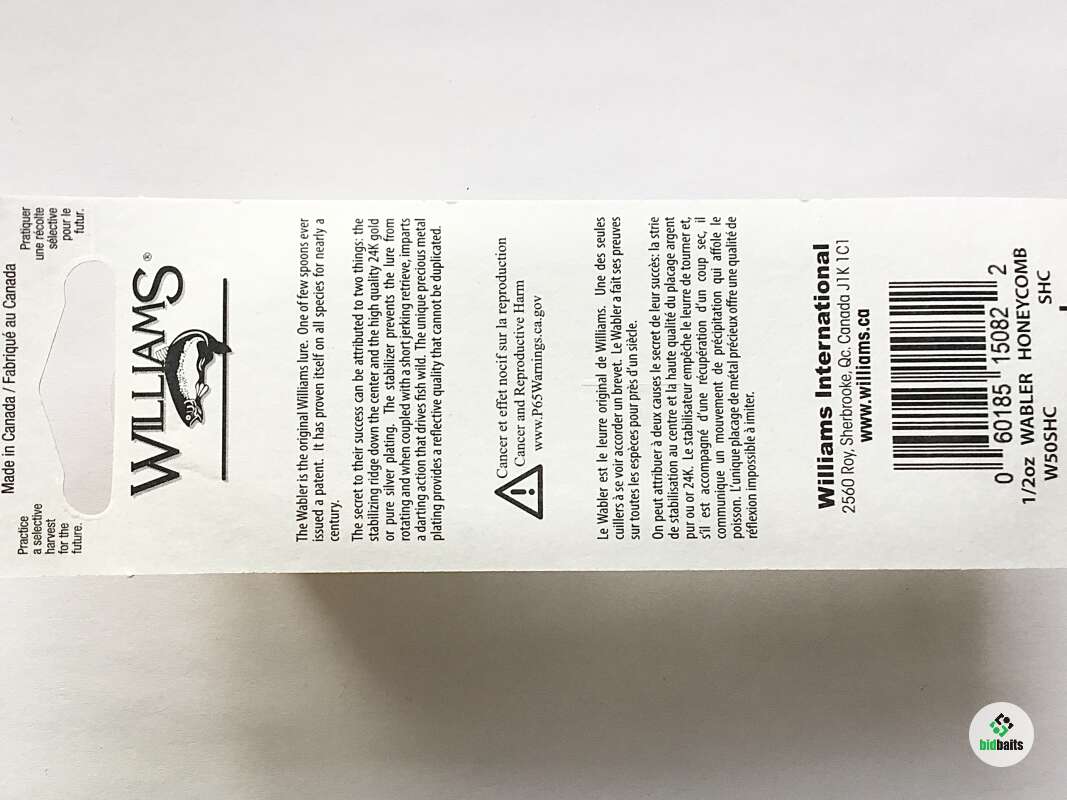 Made in Canada / Fabriqué au Canada
Practice
a selective
harvest
for the
future.
Pratiquer
une récolte
sélective
pour le
futur.
WILLIAMS®
The Wabler is the original Williams lure. One of few spoons ever
issued a patent. It has proven itself on all species for nearly a
century.
The secret to their success can be attributed to two things: the
stabilizing ridge down the center and the high quality 24K gold
or pure silver plating. The stabilizer prevents the lure from
rotating and when coupled with a short jerking retrieve, imparts
a darting action that drives fish wild. The unique precious metal
plating provides a reflective quality that cannot be duplicated.
Cancer et effet nocif sur la reproduction
Cancer and Reproductive Harm
www.P65Warnings.ca.gov
Le Wabler est le leurre original de Williams. Une des seules
cuillers à se voir accorder un brevet. Le Wabler a fait ses preuves
sur toutes les espèces pour près d'un siècle.
On peut attribuer à deux causes le secret de leur succès: la strie
de stabilisation au centre et la haute qualité du placage argent
pur ou or 24K. Le stabilisateur empêche le leurre de tourner et,
s'il est accompagné d'une récupération d'un coup sec, il
communique un mouvement de précipitation qui affole le
poisson. L'unique placage de métal précieux offre une qualité de
réflexion impossible à imiter.
Williams International
2560 Roy, Sherbrooke, Qc. Canada J1K 1C1
www.williams.ca
0 60185 15082 2
1/2oz WABLER HONEYCOMB
W50SHC SHC
bidbaits